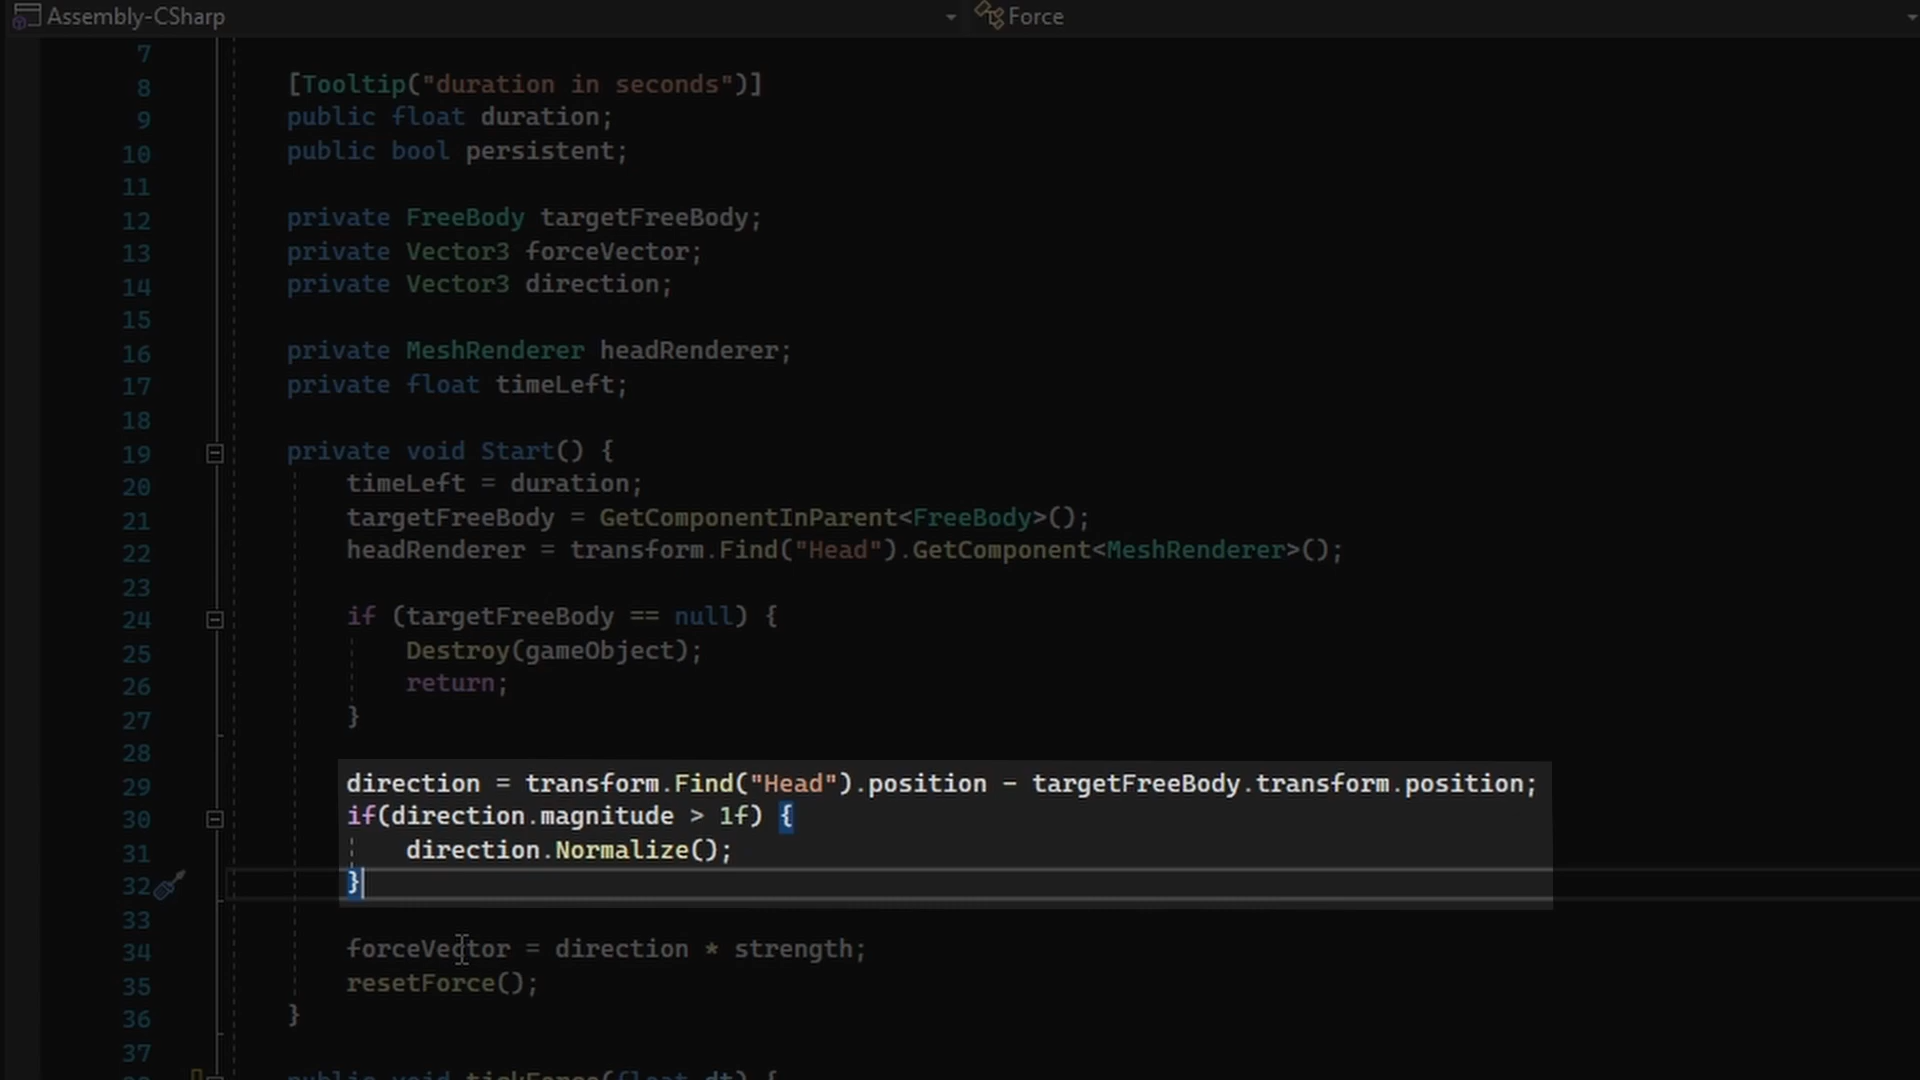 Assembly-CSharp Force
7
8 [Tooltip("duration in seconds")]
9 public float duration;
10 public bool persistent;
11
12 private FreeBody targetFreeBody;
13 private Vector3 forceVector;
14 private Vector3 direction;
15
16 private MeshRenderer headRenderer;
17 private float timeLeft;
18
19 private void Start() {
20 timeLeft = duration;
21 targetFreeBody = GetComponentInParent<FreeBody>();
22 headRenderer = transform.Find("Head").GetComponent<MeshRenderer>();
23
24 if (targetFreeBody == null) {
25 Destroy(gameObject);
26 return;
27 }
28
29 direction = transform.Find("Head").position - targetFreeBody.transform.position;
30 if(direction.magnitude > 1f) {
31 direction.Normalize();
32 }
33
34 forceVector = direction * strength;
35 resetForce();
36 }
37
public void tickForce(float dt) {